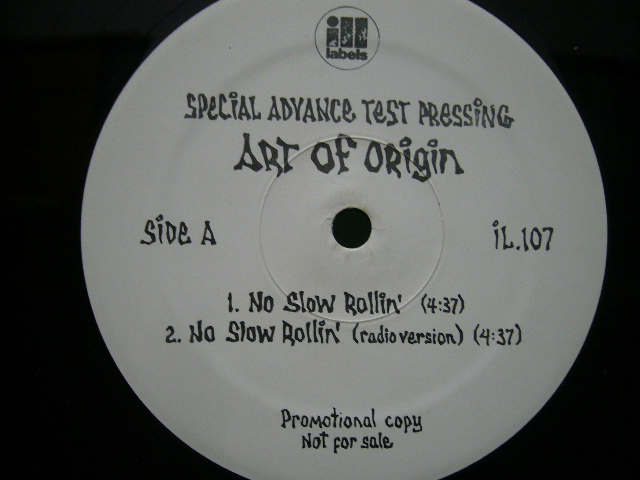 ill
labels
SPECIAL ADVANCE TEST PRESSING
ART OF ORIGIN
SIDE A
IL.107
1. No Slow Rollin' (4:37)
2. No Slow Rollin' (radio version) (4:37)
Promotional copy
Not for sale